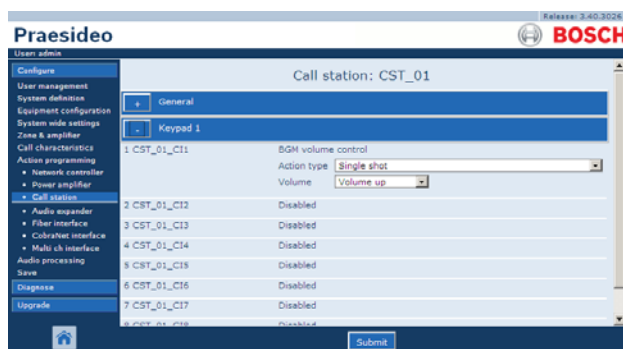 Release: 3.40.3026
Praesideo
BOSCH
User: admin
Configure
User management
System definition
Equipment configuration
System wide settings
Zone & amplifier
Call characteristics
Action programming
• Network controller
• Power amplifier
• Call station
• Audio expander
• Fiber interface
• CobraNet interface
• Multi ch interface
Audio processing
Save
Diagnose
Upgrade
Call station: CST_01
+ General
- Keypad 1
1 CST_01_CI1 BGM volume control
Action type Single shot
Volume Volume up
2 CST_01_CI2 Disabled
3 CST_01_CI3 Disabled
4 CST_01_CI4 Disabled
5 CST_01_CI5 Disabled
6 CST_01_CI6 Disabled
7 CST_01_CI7 Disabled
8 CST_01_CI8 Disabled
Submit